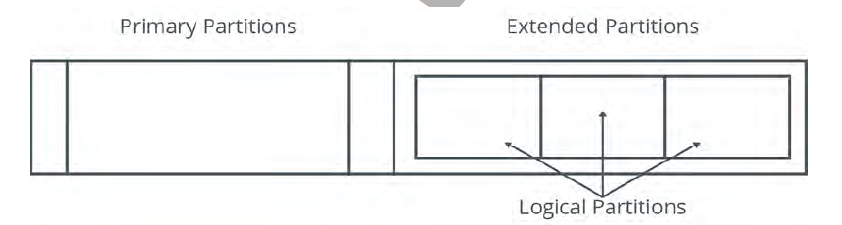 Primary Partitions
Extended Partitions
Logical Partitions